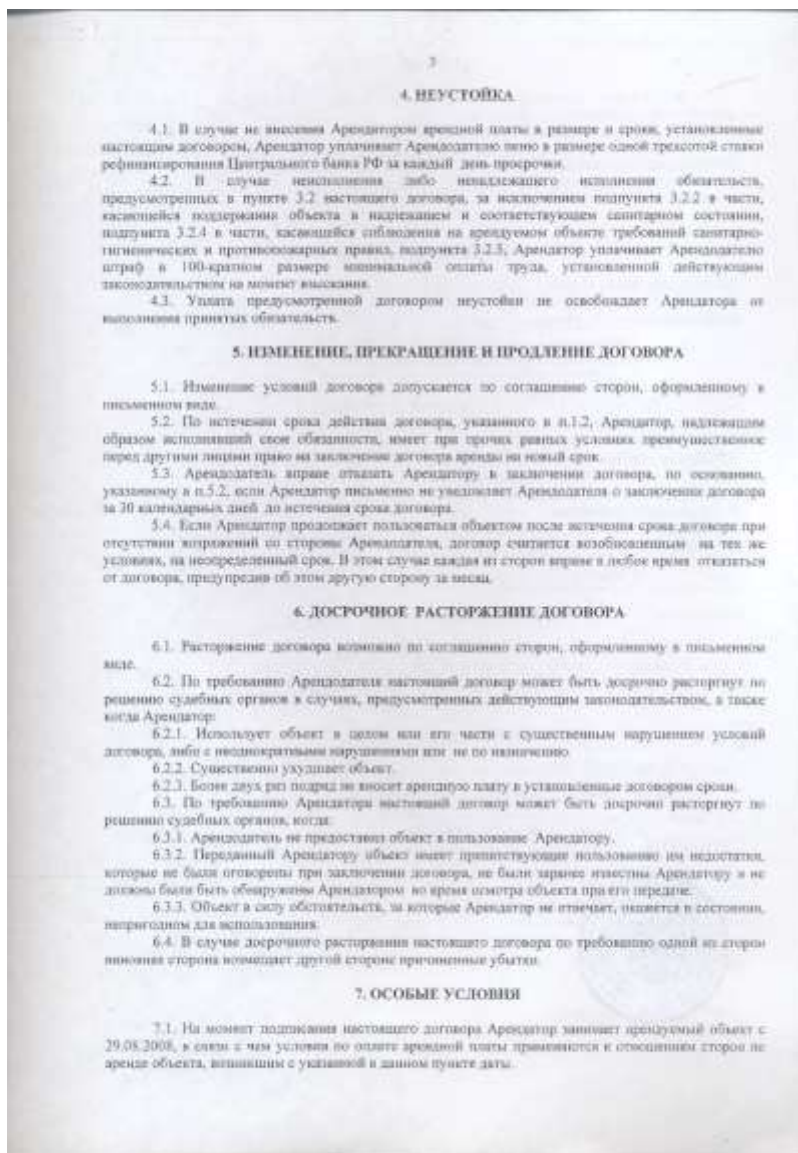 3
4. НЕУСТОЙКА
4.1. В случае не внесения Арендатором арендной платы в размере и сроки, установленные
настоящим договором, Арендатор уплачивает Арендодателю пеню в размере одной трехсотой ставки
рефинансирования Центрального банка РФ за каждый день просрочки.
4.2. В случае неисполнения либо ненадлежащего исполнения обязательств,
предусмотренных в пункте 3.2 настоящего договора, за исключением подпункта 3.2.2 в части,
касающейся поддержания объекта в надлежащем и соответствующем санитарном состоянии,
подпункта 3.2.4 в части, касающейся соблюдения на арендуемом объекте требований санитарно-
гигиенических и противопожарных правил, подпункта 3.2.5, Арендатор уплачивает Арендодателю
штраф в 100-кратном размере минимальной оплаты труда, установленной действующим
законодательством на момент взыскания.
4.3. Уплата предусмотренной договором неустойки не освобождает Арендатора от
выполнения принятых обязательств.
5. ИЗМЕНЕНИЕ, ПРЕКРАЩЕНИЕ И ПРОДЛЕНИЕ ДОГОВОРА
5.1. Изменение условий договора допускается по соглашению сторон, оформленному в
письменном виде.
5.2. По истечении срока действия договора, указанного в п.1.2, Арендатор, надлежащим
образом исполнявший свои обязанности, имеет при прочих равных условиях преимущественное
перед другими лицами право на заключение договора аренды на новый срок.
5.3. Арендодатель вправе отказать Арендатору в заключении договора, по основанию,
указанному в п.5.2, если Арендатор письменно не уведомляет Арендодателя о заключении договора
за 30 календарных дней до истечения срока договора.
5.4. Если Арендатор продолжает пользоваться объектом после истечения срока договора при
отсутствии возражений со стороны Арендодателя, договор считается возобновленным на тех же
условиях, на неопределенный срок. В этом случае каждая из сторон вправе в любое время отказаться
от договора, предупредив об этом другую сторону за месяц.
6. ДОСРОЧНОЕ РАСТОРЖЕНИЕ ДОГОВОРА
6.1. Расторжение договора возможно по соглашению сторон, оформленному в письменном
виде.
6.2. По требованию Арендодателя настоящий договор может быть досрочно расторгнут по
решению судебных органов в случаях, предусмотренных действующим законодательством, а также
когда Арендатор:
6.2.1. Использует объект в целом или его части с существенным нарушением условий
договора, либо с неоднократными нарушениями или не по назначению.
6.2.2. Существенно ухудшает объект.
6.2.3. Более двух раз подряд не вносит арендную плату в установленные договором сроки.
6.3. По требованию Арендатора настоящий договор может быть досрочно расторгнут по
решению судебных органов, когда:
6.3.1. Арендодатель не предоставил объект в пользование Арендатору.
6.3.2. Переданный Арендатору объект имеет препятствующие пользованию им недостатки,
которые не были оговорены при заключении договора, не были заранее известны Арендатору и не
должны были быть обнаружены Арендатором во время осмотра объекта при его передаче.
6.3.3. Объект в силу обстоятельств, за которые Арендатор не отвечает, окажется в состоянии,
непригодном для использования.
6.4. В случае досрочного расторжения настоящего договора по требованию одной из сторон
виновная сторона возмещает другой стороне причиненные убытки.
7. ОСОБЫЕ УСЛОВИЯ
7.1. На момент подписания настоящего договора Арендатор занимает арендуемый объект с
29.08.2008, в связи с чем условия по оплате арендной платы применяются к отношениям сторон по
аренде объекта, возникшим с указанной в данном пункте даты.